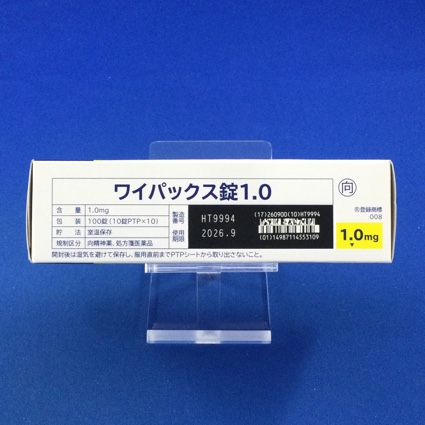 ワイパックス錠1.0
向
含 量 1.0mg
包 装 100錠(10錠PTP×10)
貯 法 室温保存
規制区分 向精神薬、処方箋医薬品
製造番号 HT9994
使用期限 2026.9
(17)260900(10)HT9994
(01)14987114553109
®登録商標
008
1.0mg
開封後は湿気を避けて保存し、服用直前までPTPシートから取り出さないこと。